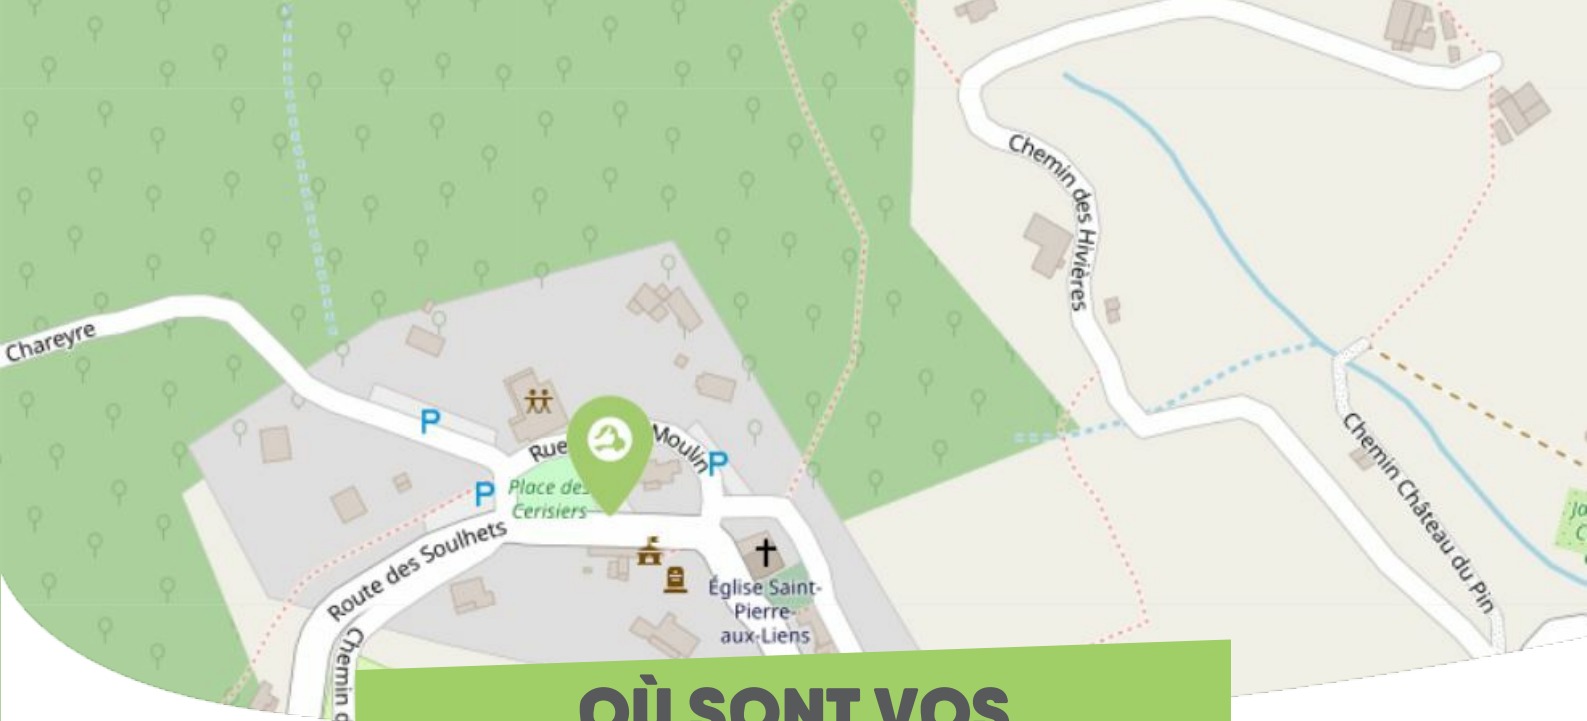 Chemin des Hivières
Chareyre
P
Rue
Moulin
P
P
Place des
Cerisiers
Route des Soulhets
Chemin Château du Pin
Église Saint-
Pierre-
aux-Liens
Chemin
OÙ SONT VOS